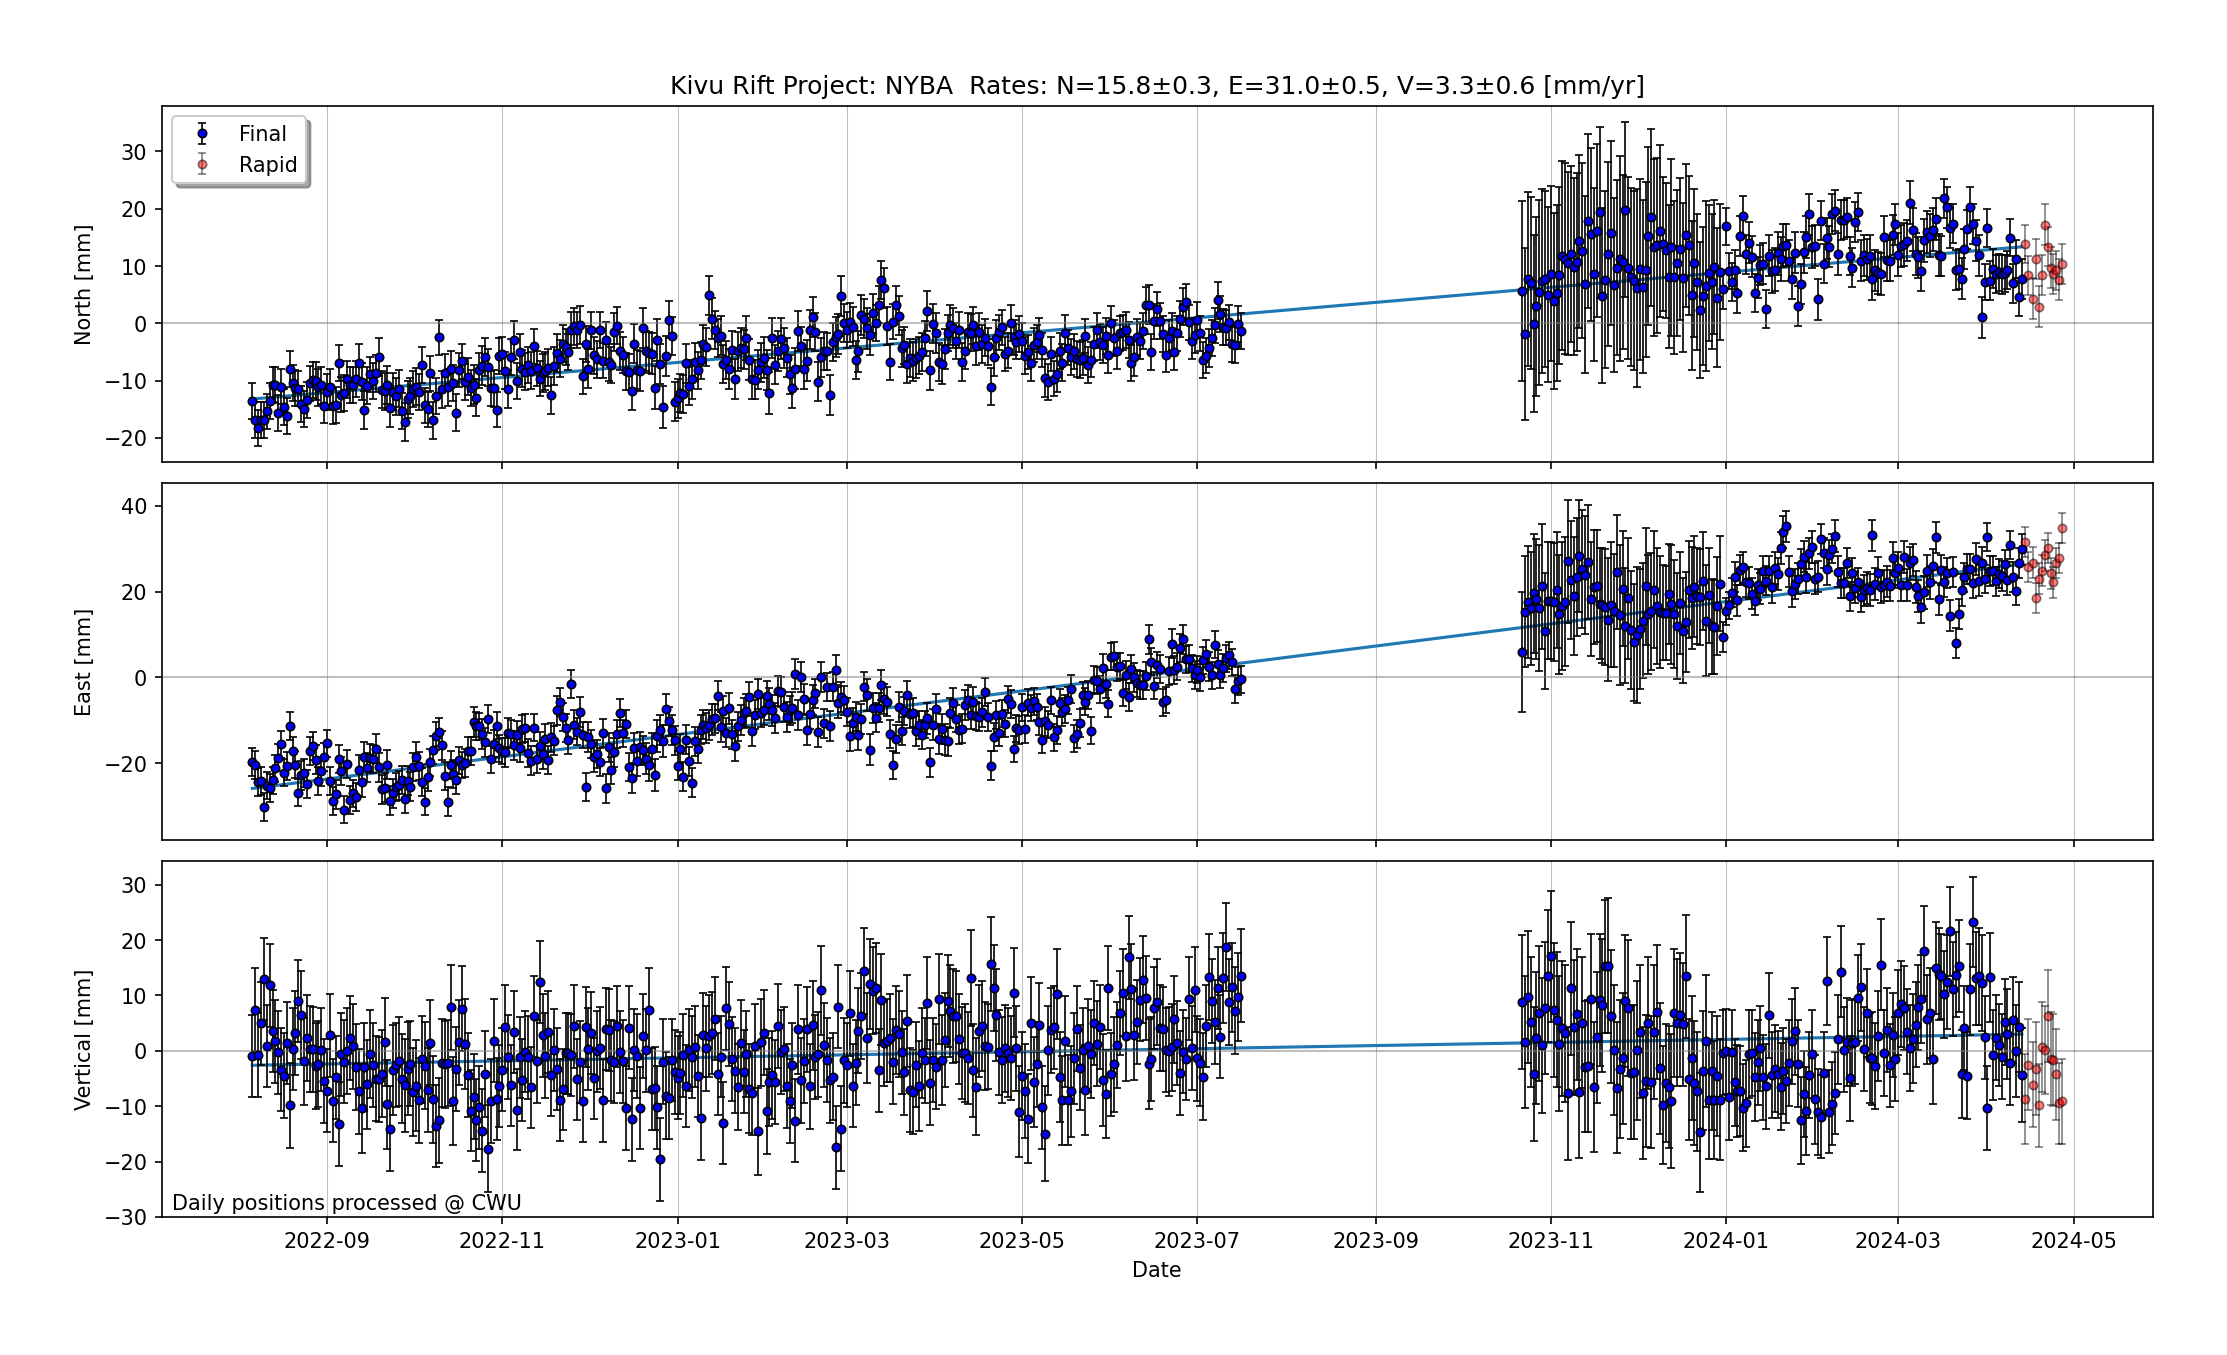 Kivu Rift Project: NYBA  Rates: N=15.8±0.3, E=31.0±0.5, V=3.3±0.6 [mm/yr]
Final
Rapid
North [mm]
30
20
10
0
−10
−20
East [mm]
40
20
0
−20
Vertical [mm]
30
20
10
0
−10
−20
−30
Daily positions processed @ CWU
2022-09 2022-11 2023-01 2023-03 2023-05 2023-07 2023-09 2023-11 2024-01 2024-03 2024-05
Date